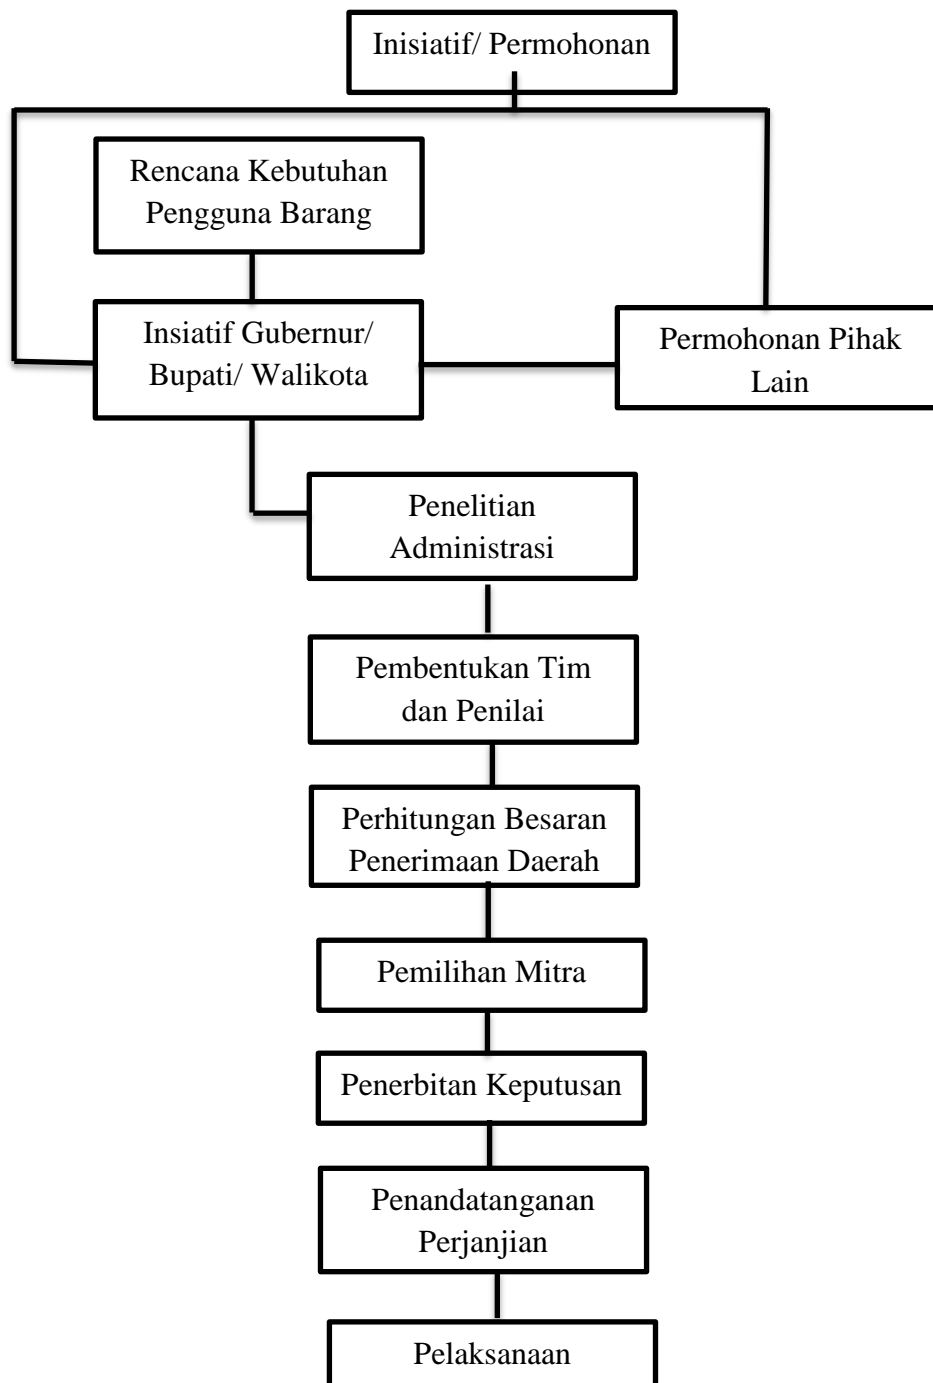 Inisiatif/ Permohonan
Rencana Kebutuhan
Pengguna Barang
Insiatif Gubernur/
Bupati/ Walikota
Permohonan Pihak
Lain
Penelitian
Administrasi
Pembentukan Tim
dan Penilai
Perhitungan Besaran
Penerimaan Daerah
Pemilihan Mitra
Penerbitan Keputusan
Penandatanganan
Perjanjian
Pelaksanaan